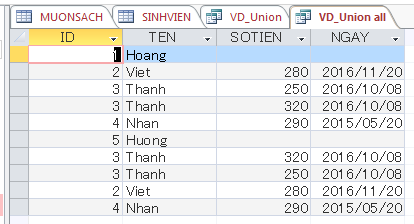 MUONSACH SINHVIEN VD_Union VD_Union all
ID TEN SOTIEN NGAY
1 Hoang
2 Viet 280 2016/11/20
3 Thanh 250 2016/10/08
3 Thanh 320 2016/10/08
4 Nhan 290 2015/05/20
5 Huong
3 Thanh 320 2016/10/08
3 Thanh 250 2016/10/08
2 Viet 280 2016/11/20
4 Nhan 290 2015/05/20